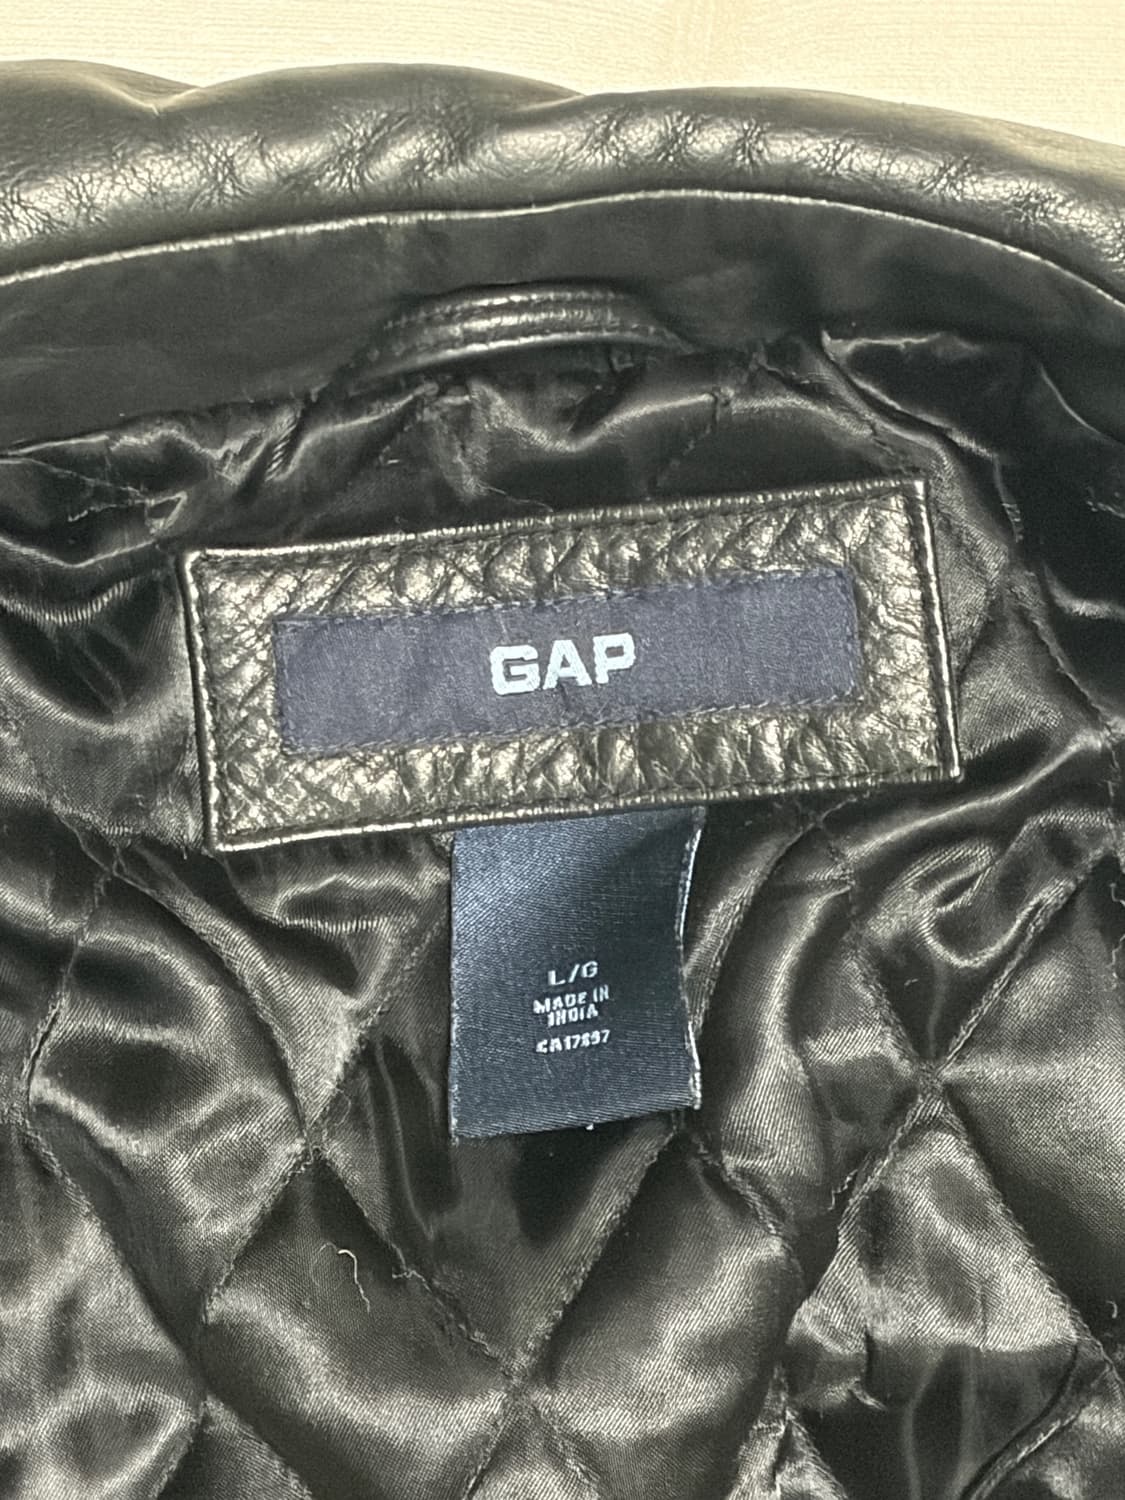 GAP
L/G
MADE IN
INDIA
CA17897